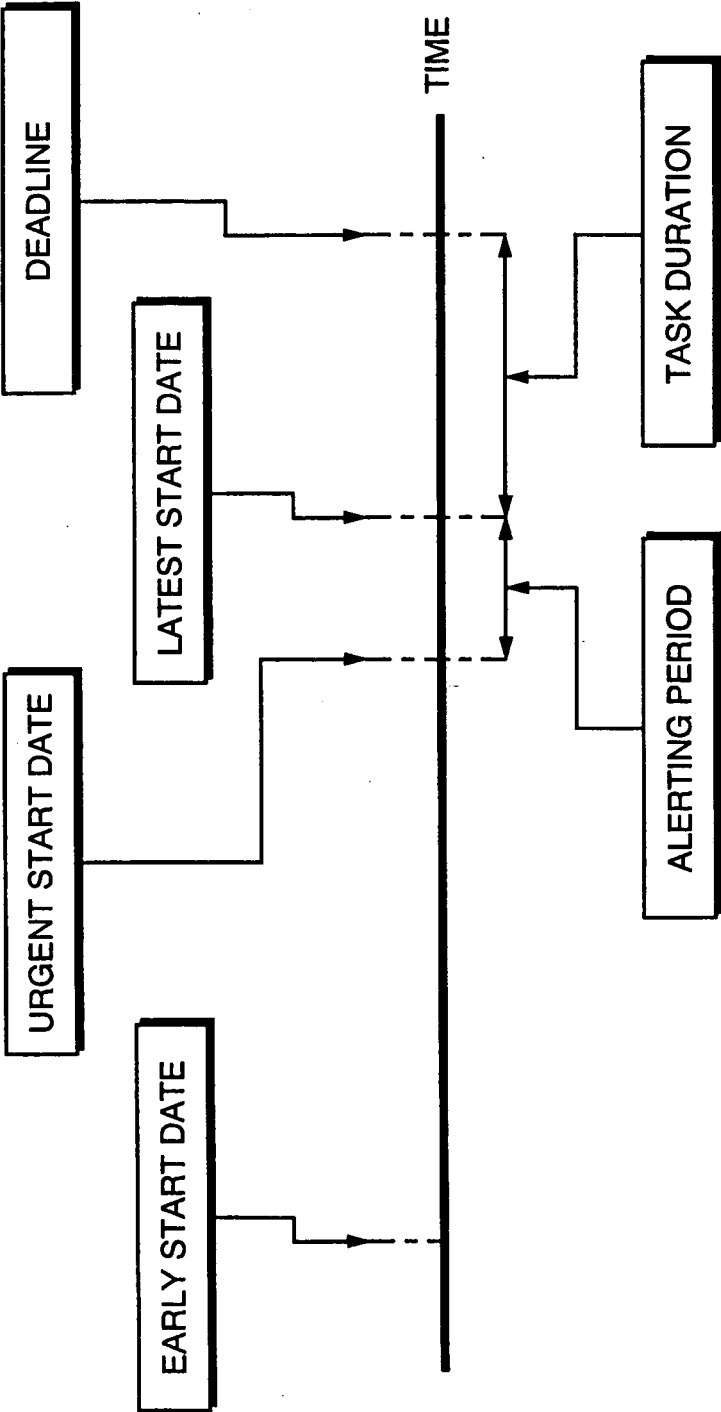 EARLY START DATE
URGENT START DATE
LATEST START DATE
DEADLINE
TIME
ALERTING PERIOD
TASK DURATION